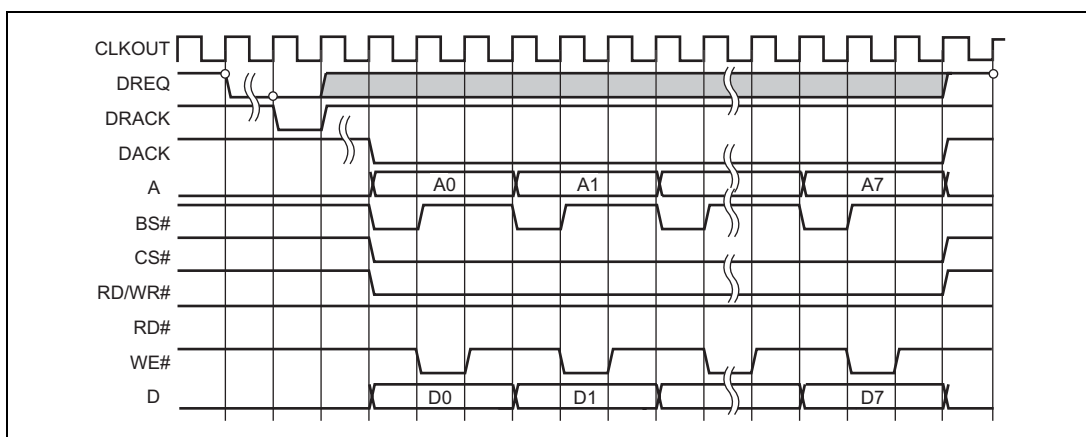 CLKOUT
DREQ
DRACK
DACK
A A0 A1 A7
BS#
CS#
RD/WR#
RD#
WE#
D D0 D1 D7